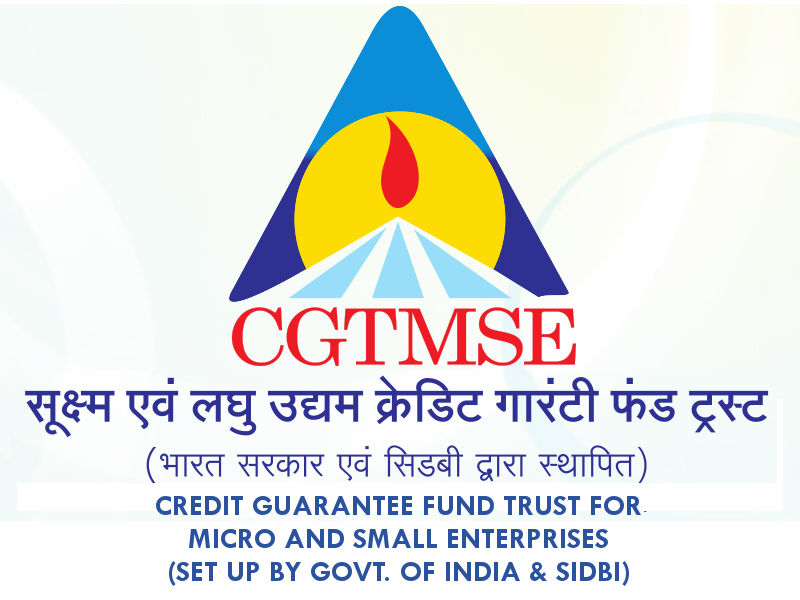 CGTMSE
सूक्ष्म एवं लघु उद्यम क्रेडिट गारंटी फंड ट्रस्ट
(भारत सरकार एवं सिडबी द्वारा स्थापित)
CREDIT GUARANTEE FUND TRUST FOR
MICRO AND SMALL ENTERPRISES
(SET UP BY GOVT. OF INDIA & SIDBI)